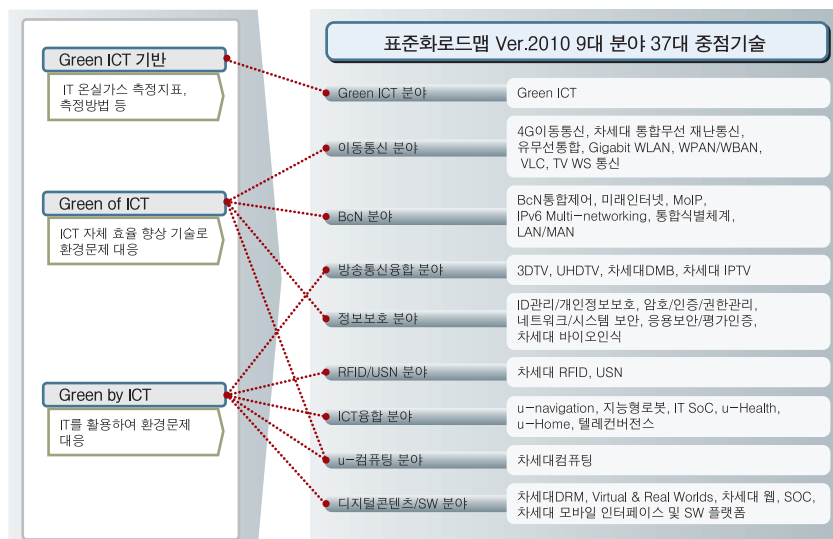 Green ICT 기반
IT 온실가스 측정지표,
측정방법 등
Green of ICT
ICT 자체 효율 향상 기술로
환경문제 대응
Green by ICT
IT를 활용하여 환경문제
대응
표준화로드맵 Ver.2010 9대 분야 37대 중점기술
Green ICT 분야
Green ICT
이동통신 분야
4G이동통신, 차세대 통합무선 재난통신,
유무선통합, Gigabit WLAN, WPAN/WBAN,
VLC, TV WS 통신
BcN 분야
BcN통합제어, 미래인터넷, MoIP,
IPv6 Multi-networking, 통합식별체계,
LAN/MAN
방송통신융합 분야
3DTV, UHDTV, 차세대DMB, 차세대 IPTV
정보보호 분야
ID관리/개인정보보호, 암호/인증/권한관리,
네트워크/시스템 보안, 응용보안/평가인증,
차세대 바이오인식
RFID/USN 분야
차세대 RFID, USN
ICT융합 분야
u-navigation, 지능형로봇, IT SoC, u-Health,
u-Home, 텔레컨버전스
u-컴퓨팅 분야
차세대컴퓨팅
디지털콘텐츠/SW 분야
차세대DRM, Virtual & Real Worlds, 차세대 웹, SOC,
차세대 모바일 인터페이스 및 SW 플랫폼